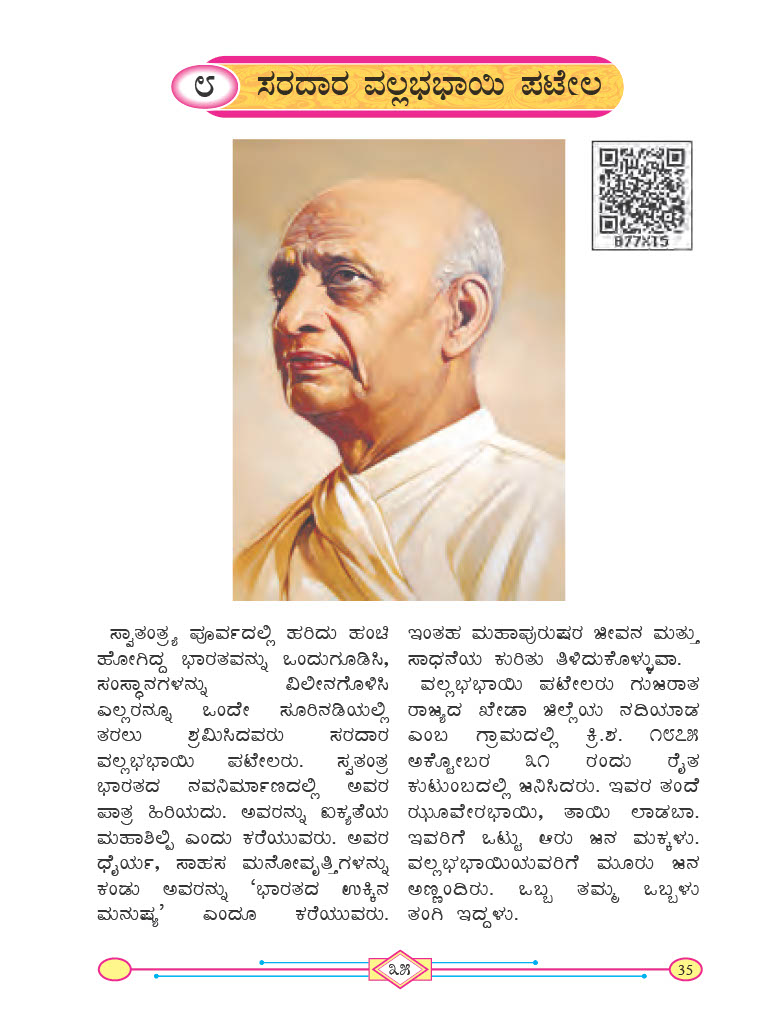 ೮ ಸರದಾರ ವಲ್ಲಭಭಾಯಿ ಪಟೇಲ
B77XT5
ಸ್ವಾತಂತ್ರ್ಯ ಪೂರ್ವದಲ್ಲಿ ಹರಿದು ಹಂಚಿ
ಹೋಗಿದ್ದ ಭಾರತವನ್ನು ಒಂದುಗೂಡಿಸಿ,
ಸಂಸ್ಥಾನಗಳನ್ನು ವಿಲೀನಗೊಳಿಸಿ
ಎಲ್ಲರನ್ನೂ ಒಂದೇ ಸೂರಿನಡಿಯಲ್ಲಿ
ತರಲು ಶ್ರಮಿಸಿದವರು ಸರದಾರ
ವಲ್ಲಭಭಾಯಿ ಪಟೇಲರು. ಸ್ವತಂತ್ರ
ಭಾರತದ ನವನಿರ್ಮಾಣದಲ್ಲಿ ಅವರ
ಪಾತ್ರ ಹಿರಿಯದು. ಅವರನ್ನು ಐಕ್ಯತೆಯ
ಮಹಾಶಿಲ್ಪಿ ಎಂದು ಕರೆಯುವರು. ಅವರ
ಧೈರ್ಯ, ಸಾಹಸ ಮನೋವೃತ್ತಿಗಳನ್ನು
ಕಂಡು ಅವರನ್ನು ‘ಭಾರತದ ಉಕ್ಕಿನ
ಮನುಷ್ಯ’ ಎಂದೂ ಕರೆಯುವರು.
ಇಂತಹ ಮಹಾಪುರುಷರ ಜೀವನ ಮತ್ತು
ಸಾಧನೆಯ ಕುರಿತು ತಿಳಿದುಕೊಳ್ಳುವಾ.
ವಲ್ಲಭಭಾಯಿ ಪಟೇಲರು ಗುಜರಾತ
ರಾಜ್ಯದ ಖೇಡಾ ಜಿಲ್ಲೆಯ ನದಿಯಾಡ
ಎಂಬ ಗ್ರಾಮದಲ್ಲಿ ಕ್ರಿ.ಶ. ೧೮೭೫
ಅಕ್ಟೋಬರ ೩೧ ರಂದು ರೈತ
ಕುಟುಂಬದಲ್ಲಿ ಜನಿಸಿದರು. ಇವರ ತಂದೆ
ಝೂವೇರಭಾಯಿ, ತಾಯಿ ಲಾಡಬಾ.
ಇವರಿಗೆ ಒಟ್ಟು ಆರು ಜನ ಮಕ್ಕಳು.
ವಲ್ಲಭಭಾಯಿಯವರಿಗೆ ಮೂರು ಜನ
ಅಣ್ಣಂದಿರು. ಒಬ್ಬ ತಮ್ಮ ಒಬ್ಬಳು
ತಂಗಿ ಇದ್ದಳು.
೩೫
35